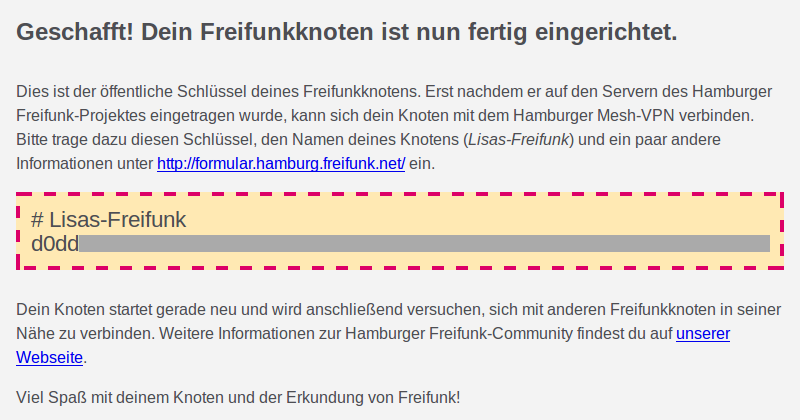 Geschafft! Dein Freifunkknoten ist nun fertig eingerichtet.
Dies ist der öffentliche Schlüssel deines Freifunkknotens. Erst nachdem er auf den Servern des Hamburger
Freifunk-Projektes eingetragen wurde, kann sich dein Knoten mit dem Hamburger Mesh-VPN verbinden.
Bitte trage dazu diesen Schlüssel, den Namen deines Knotens (Lisas-Freifunk) und ein paar andere
Informationen unter http://formular.hamburg.freifunk.net/ ein.
# Lisas-Freifunk
d0dd
Dein Knoten startet gerade neu und wird anschließend versuchen, sich mit anderen Freifunkknoten in seiner
Nähe zu verbinden. Weitere Informationen zur Hamburger Freifunk-Community findest du auf unserer
Webseite.
Viel Spaß mit deinem Knoten und der Erkundung von Freifunk!